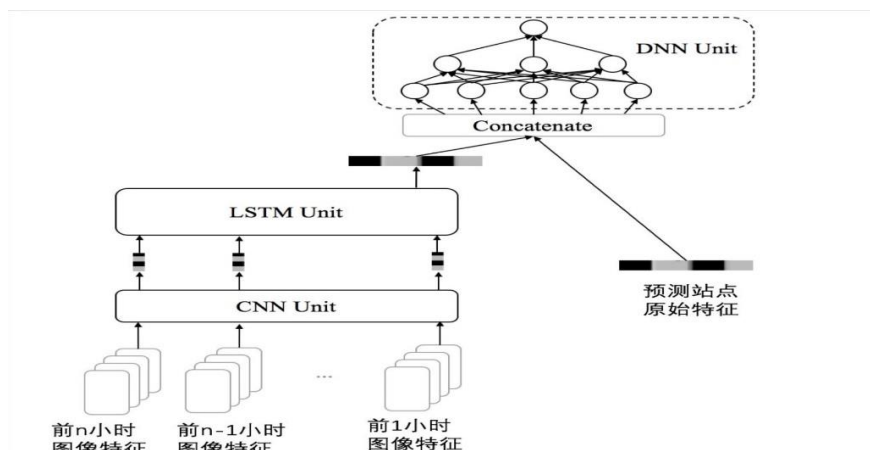 DNN Unit
Concatenate
LSTM Unit
CNN Unit
预测站点
原始特征
...
前n小时
图像特征
前n-1小时
图像特征
前1小时
图像特征